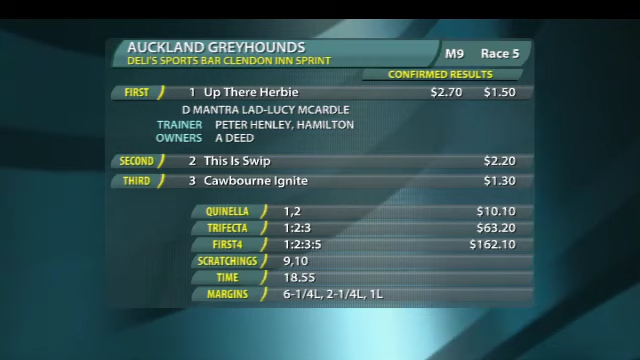 AUCKLAND GREYHOUNDS M9 Race 5
DELI'S SPORTS BAR CLENDON INN SPRINT
CONFIRMED RESULTS
FIRST 1 Up There Herbie $2.70 $1.50
D MANTRA LAD-LUCY MCARDLE
TRAINER PETER HENLEY, HAMILTON
OWNERS A DEED
SECOND 2 This Is Swip $2.20
THIRD 3 Cawbourne Ignite $1.30
QUINELLA 1,2 $10.10
TRIFECTA 1:2:3 $63.20
FIRST4 1:2:3:5 $162.10
SCRATCHINGS 9,10
TIME 18.55
MARGINS 6-1/4L, 2-1/4L, 1L